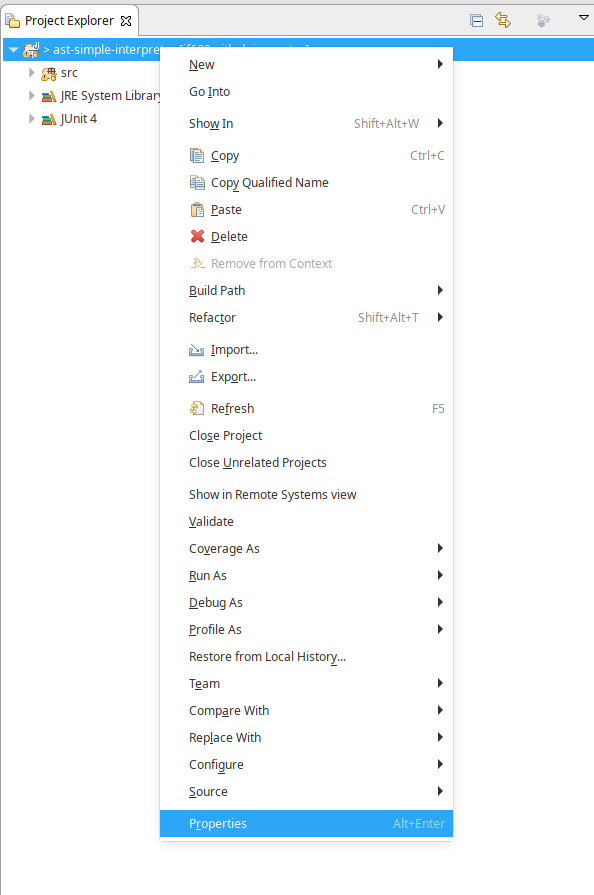 Project Explorer
> ast-simple-interpre
src
JRE System Library
JUnit 4
New
Go Into
Show In Shift+Alt+W
Copy Ctrl+C
Copy Qualified Name
Paste Ctrl+V
Delete
Remove from Context
Build Path
Refactor Shift+Alt+T
Import...
Export...
Refresh F5
Close Project
Close Unrelated Projects
Show in Remote Systems view
Validate
Coverage As
Run As
Debug As
Profile As
Restore from Local History...
Team
Compare With
Replace With
Configure
Source
Properties Alt+Enter